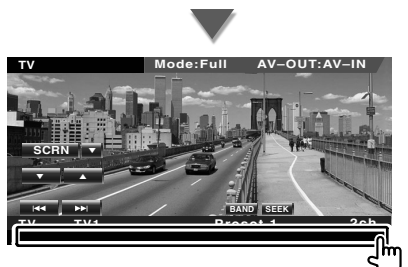 TV Mode:Full AV–OUT:AV–IN
SCRN
BAND SEEK
TV TV1 Preset 1 2ch